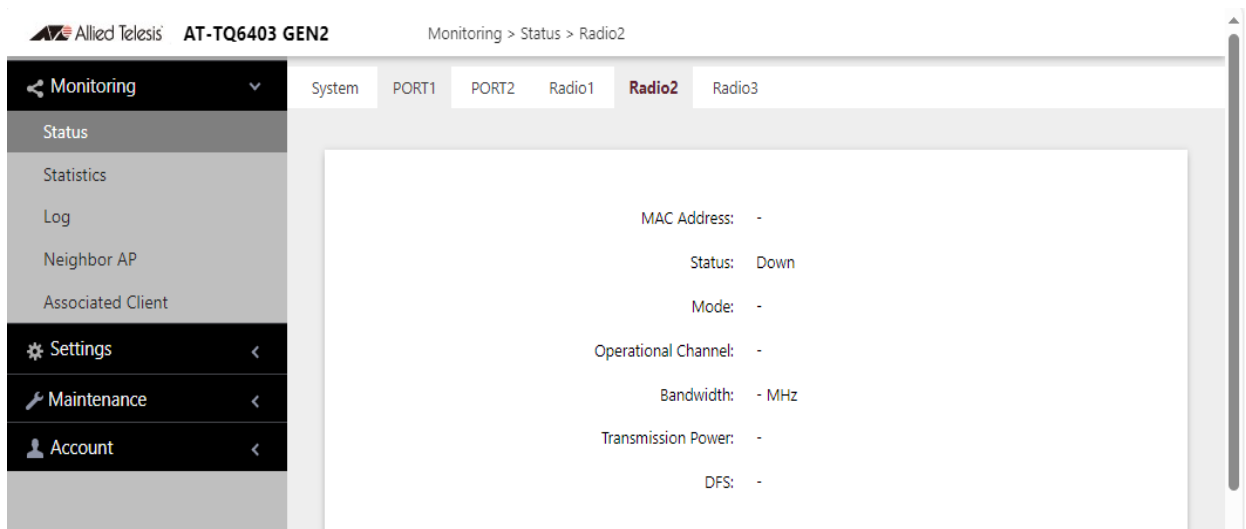 Allied Telesis AT-TQ6403 GEN2 Monitoring > Status > Radio2
Monitoring
System PORT1 PORT2 Radio1 Radio2 Radio3
Status
Statistics
Log
Neighbor AP
Associated Client
Settings
Maintenance
Account
MAC Address: -
Status: Down
Mode: -
Operational Channel: -
Bandwidth: - MHz
Transmission Power: -
DFS: -